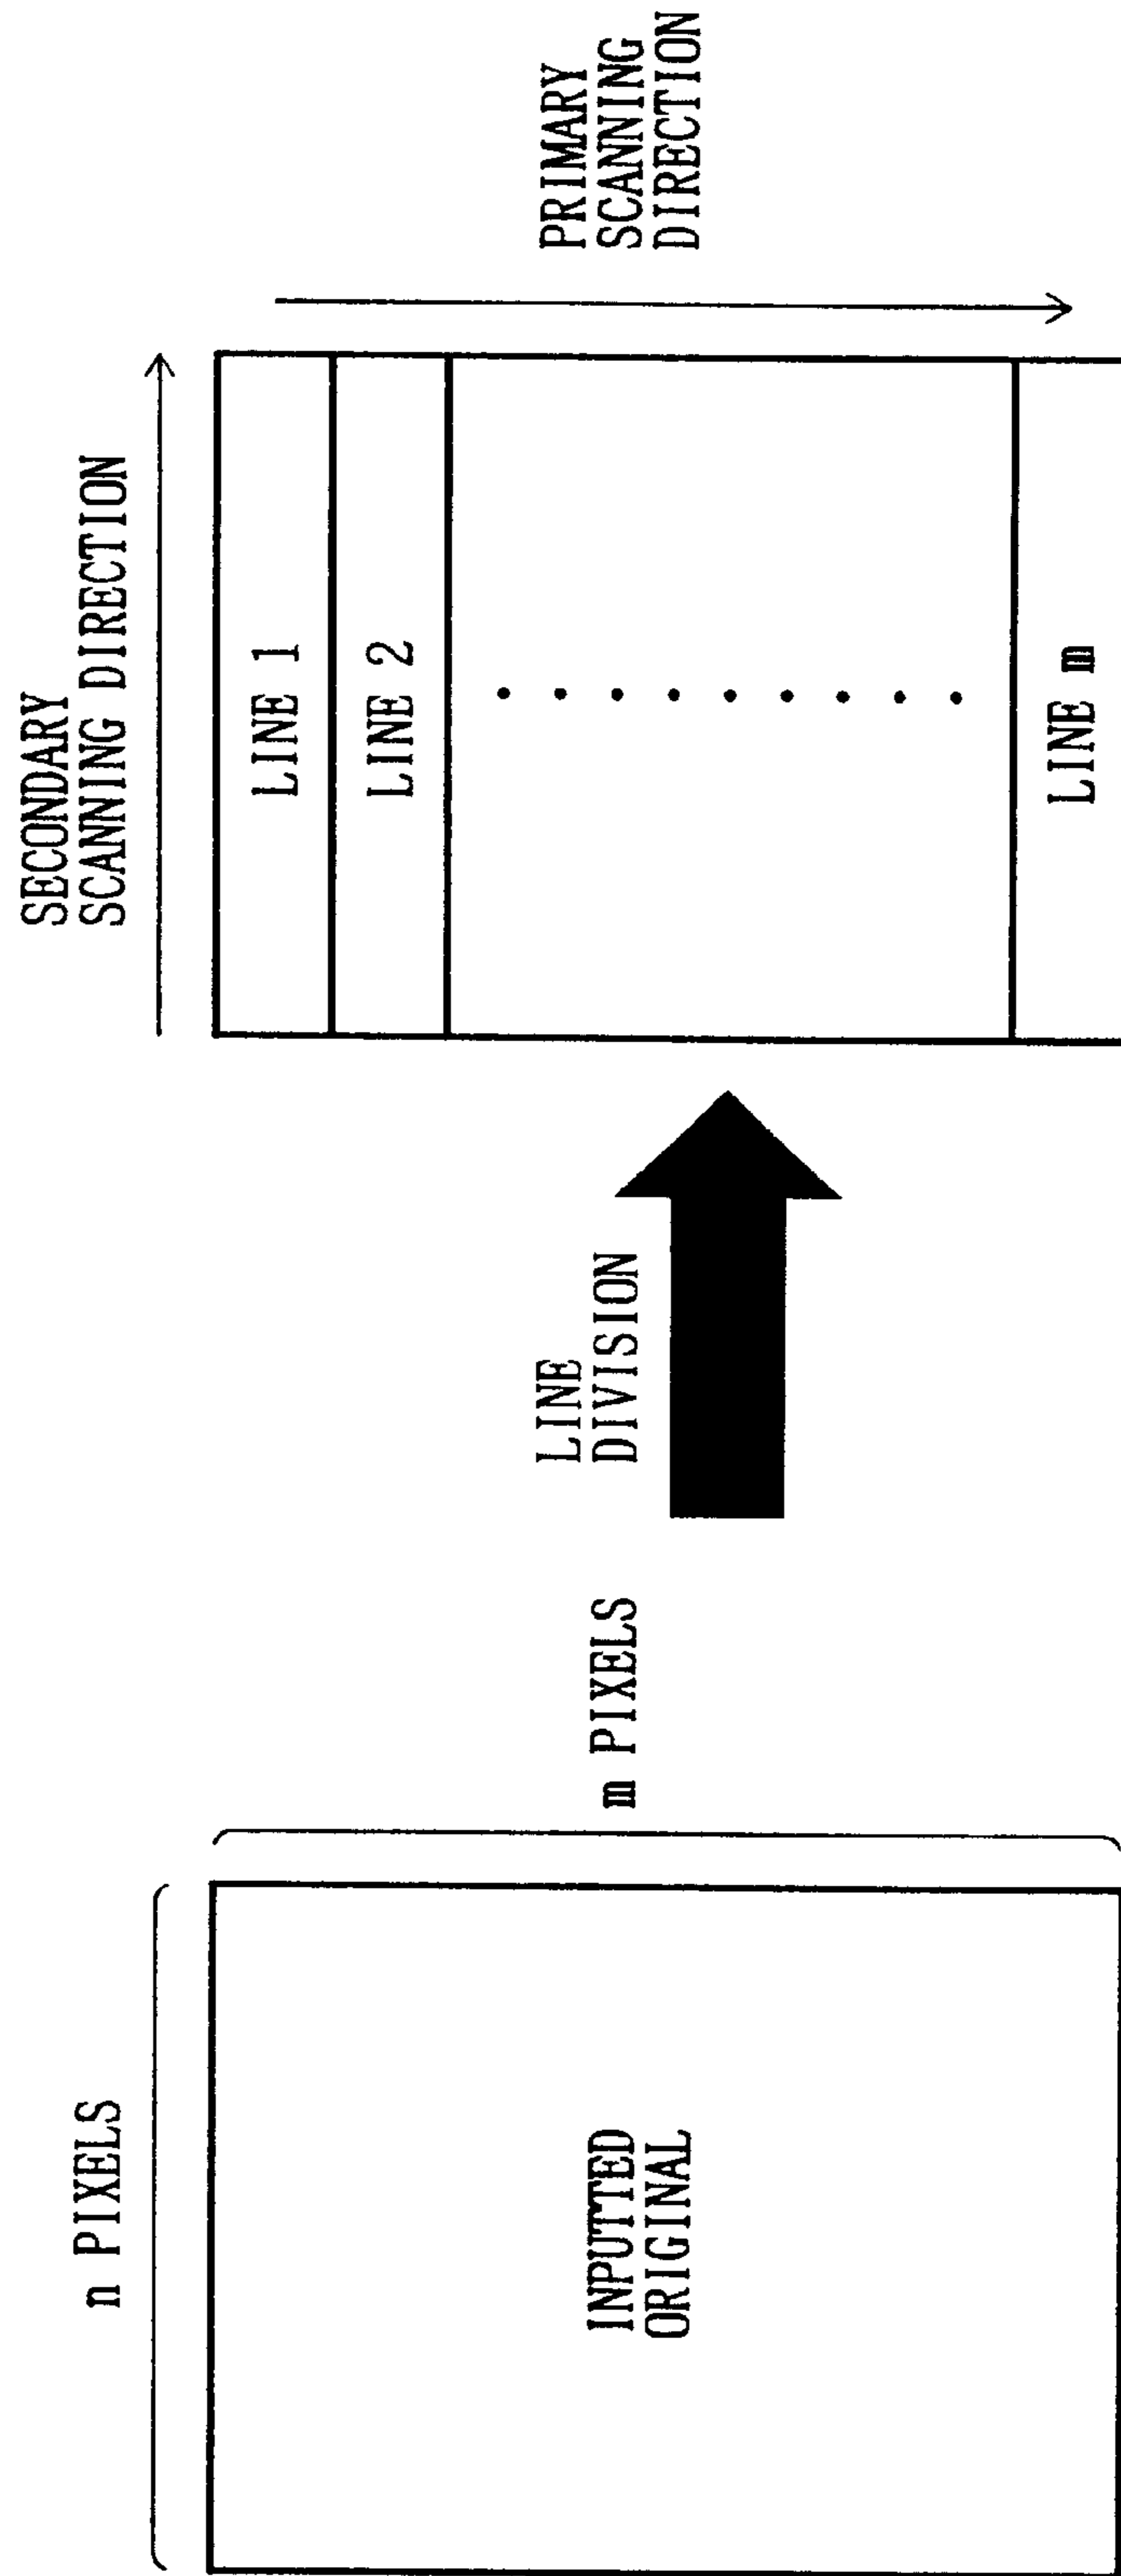 n PIXELS
INPUTTED
ORIGINAL
m PIXELS
LINE
DIVISION
SECONDARY
SCANNING DIRECTION
LINE 1
LINE 2
LINE m
PRIMARY
SCANNING
DIRECTION